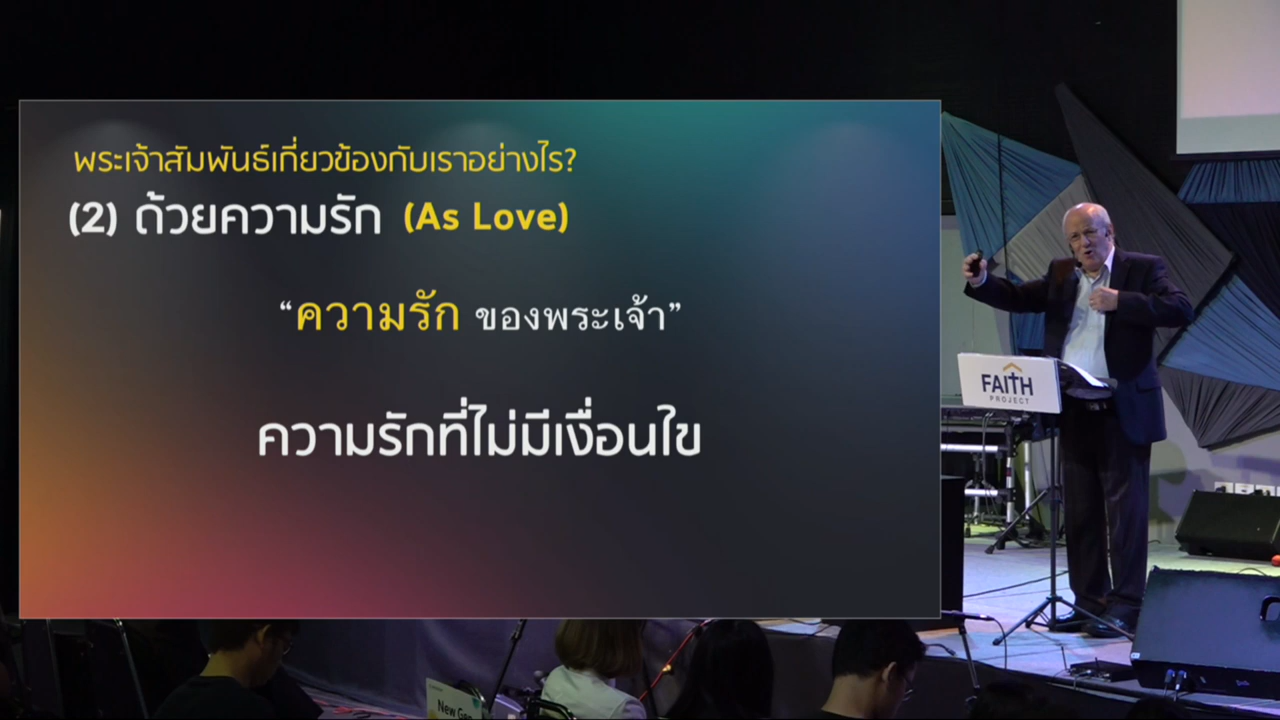 พระเจ้าสัมพันธ์เกี่ยวข้องกับเราอย่างไร?
(2) ด้วยความรัก (As Love)
“ความรัก ของพระเจ้า”
ความรักที่ไม่มีเงื่อนไข
FAITH
PROJECT
New